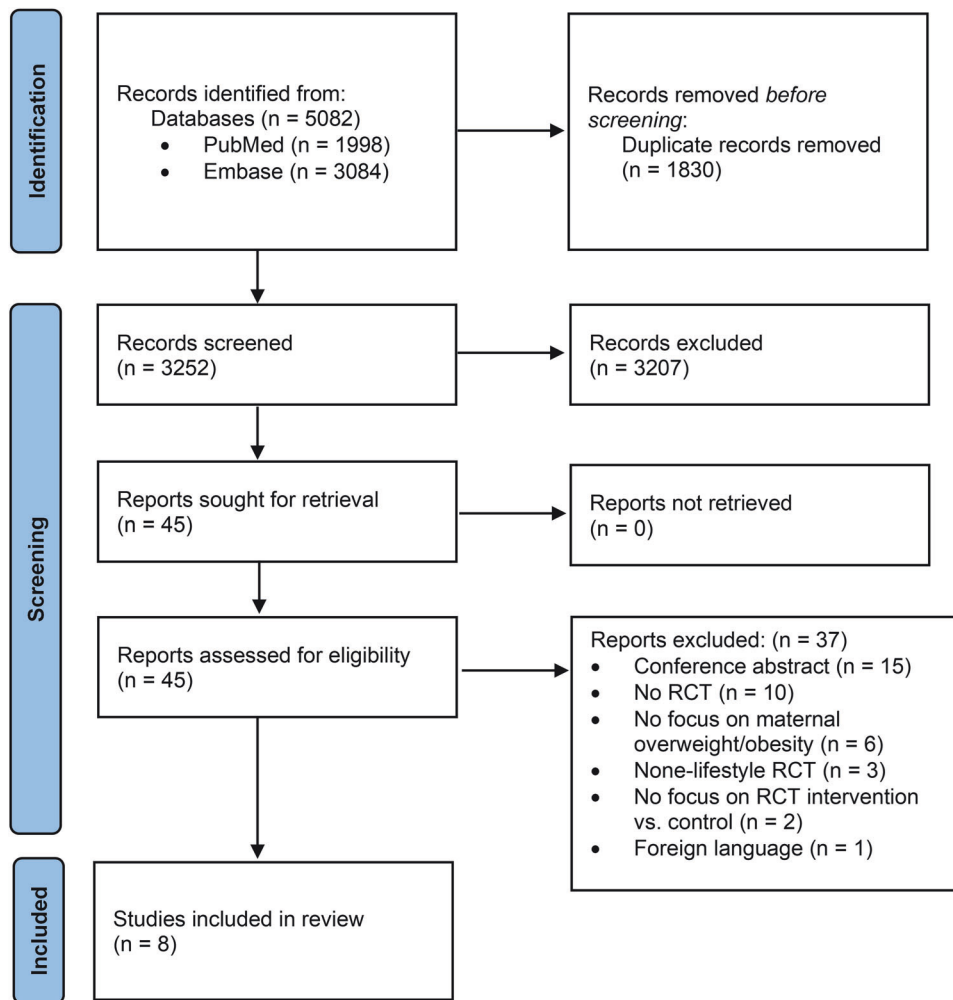 Identification
Records identified from:
Databases (n = 5082)
• PubMed (n = 1998)
• Embase (n = 3084)
Records removed before
screening:
Duplicate records removed
(n = 1830)
Screening
Records screened
(n = 3252)
Records excluded
(n = 3207)
Reports sought for retrieval
(n = 45)
Reports not retrieved
(n = 0)
Reports assessed for eligibility
(n = 45)
Reports excluded: (n = 37)
• Conference abstract (n = 15)
• No RCT (n = 10)
• No focus on maternal
overweight/obesity (n = 6)
• None-lifestyle RCT (n = 3)
• No focus on RCT intervention
vs. control (n = 2)
• Foreign language (n = 1)
Included
Studies included in review
(n = 8)